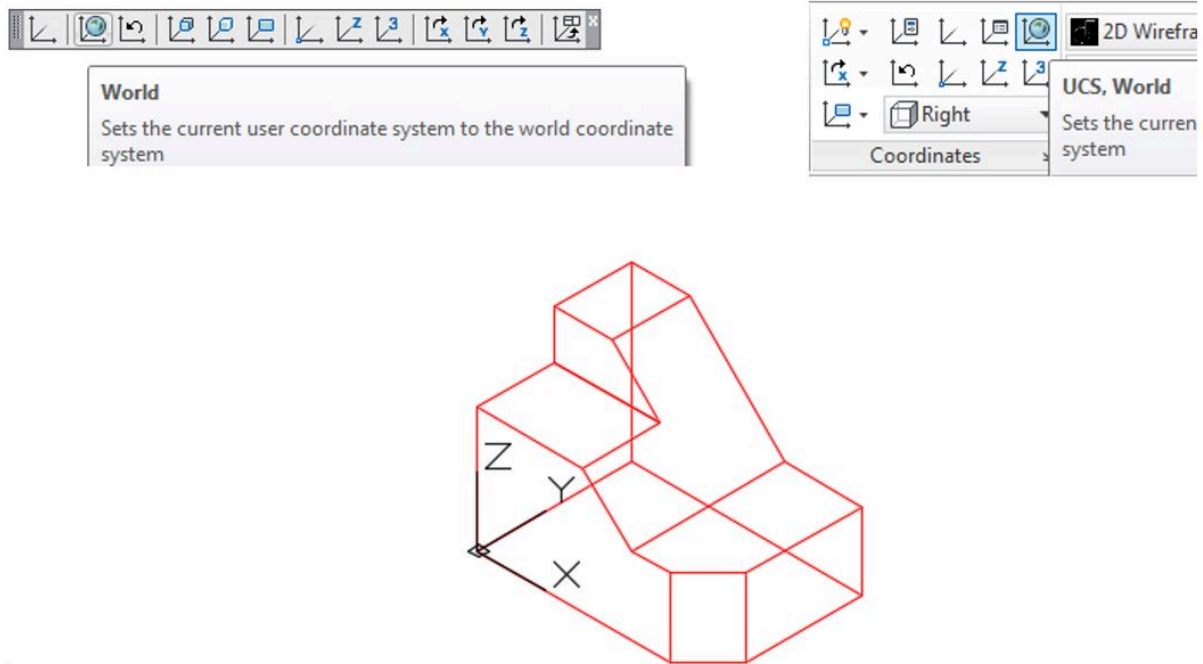 World
Sets the current user coordinate system to the world coordinate
system
2D Wirefra
UCS, World
Right
Sets the curren
system
Coordinates
Z
Y
X